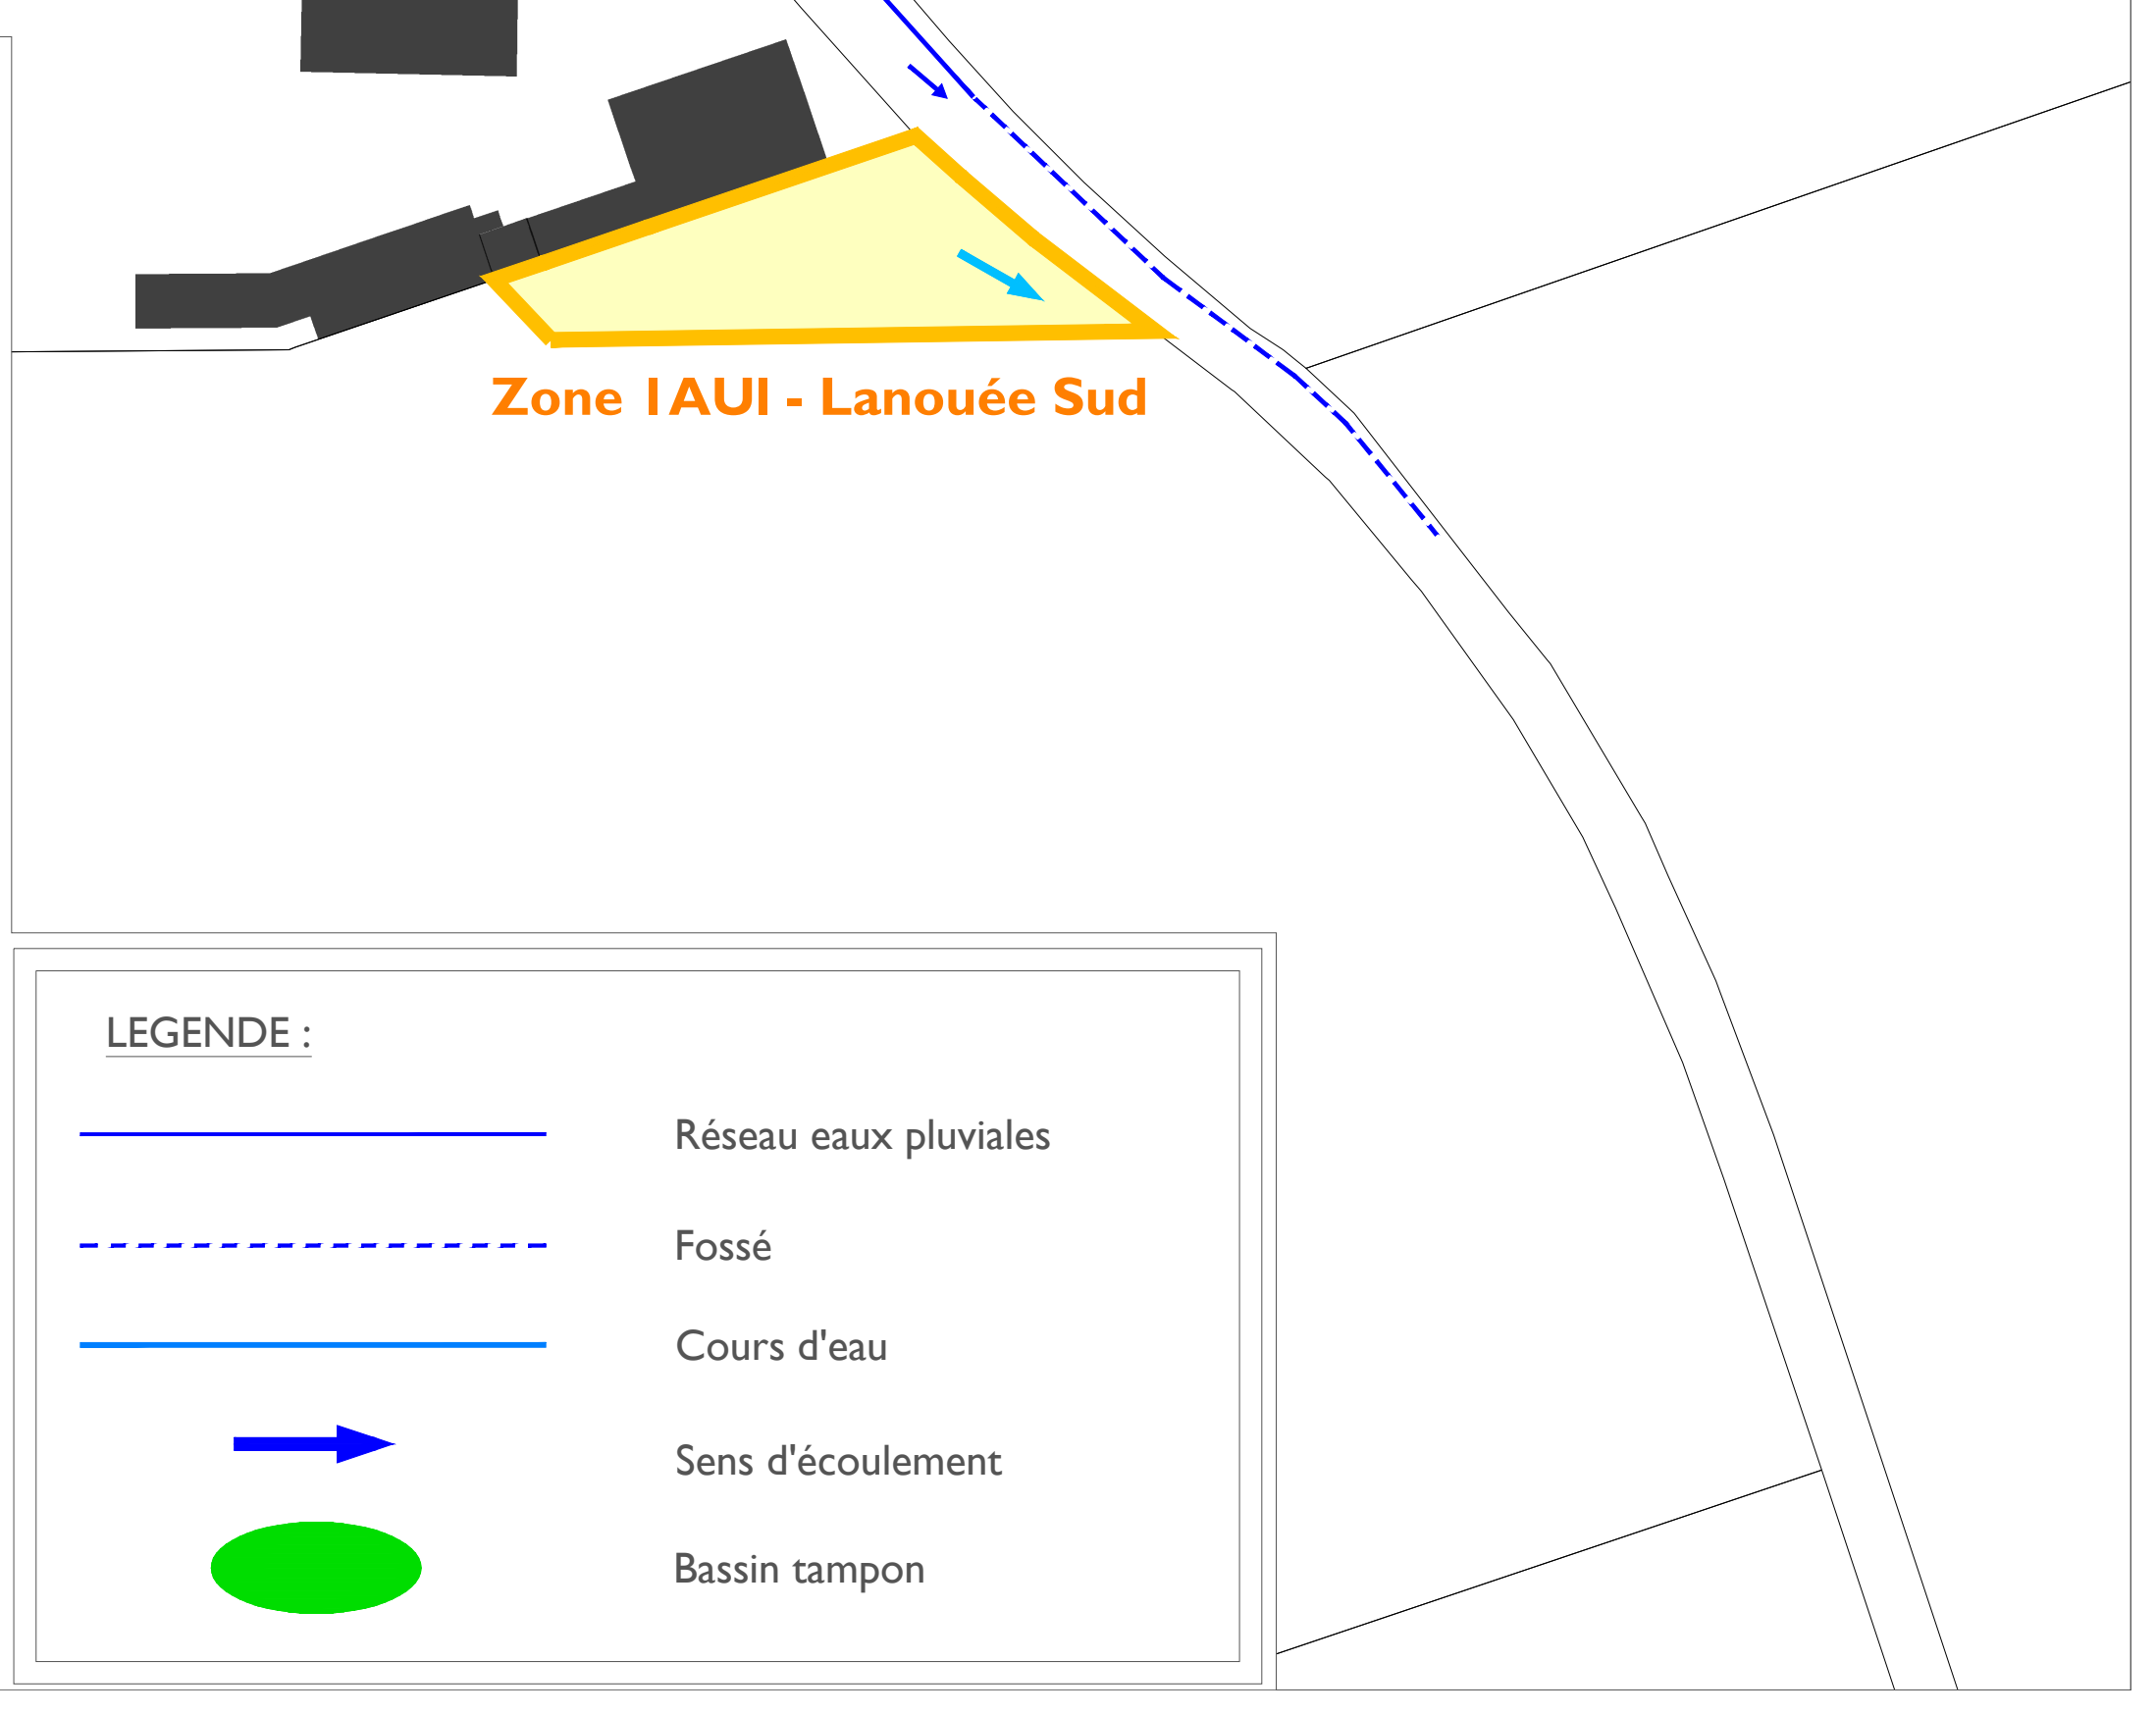 Zone 1AUI - Lanouée Sud
LEGENDE :
Réseau eaux pluviales
Fossé
Cours d'eau
Sens d'écoulement
Bassin tampon